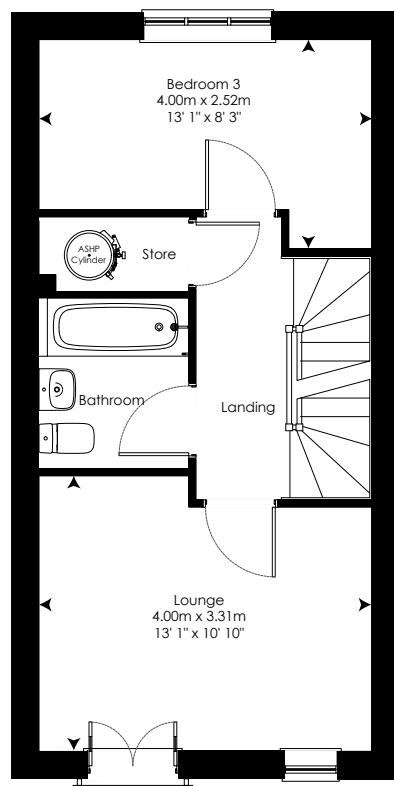 Bedroom 3
4.00m x 2.52m
13' 1" x 8' 3"
ASHP
Cylinder
Store
Bathroom
Landing
Lounge
4.00m x 3.31m
13' 1" x 10' 10"